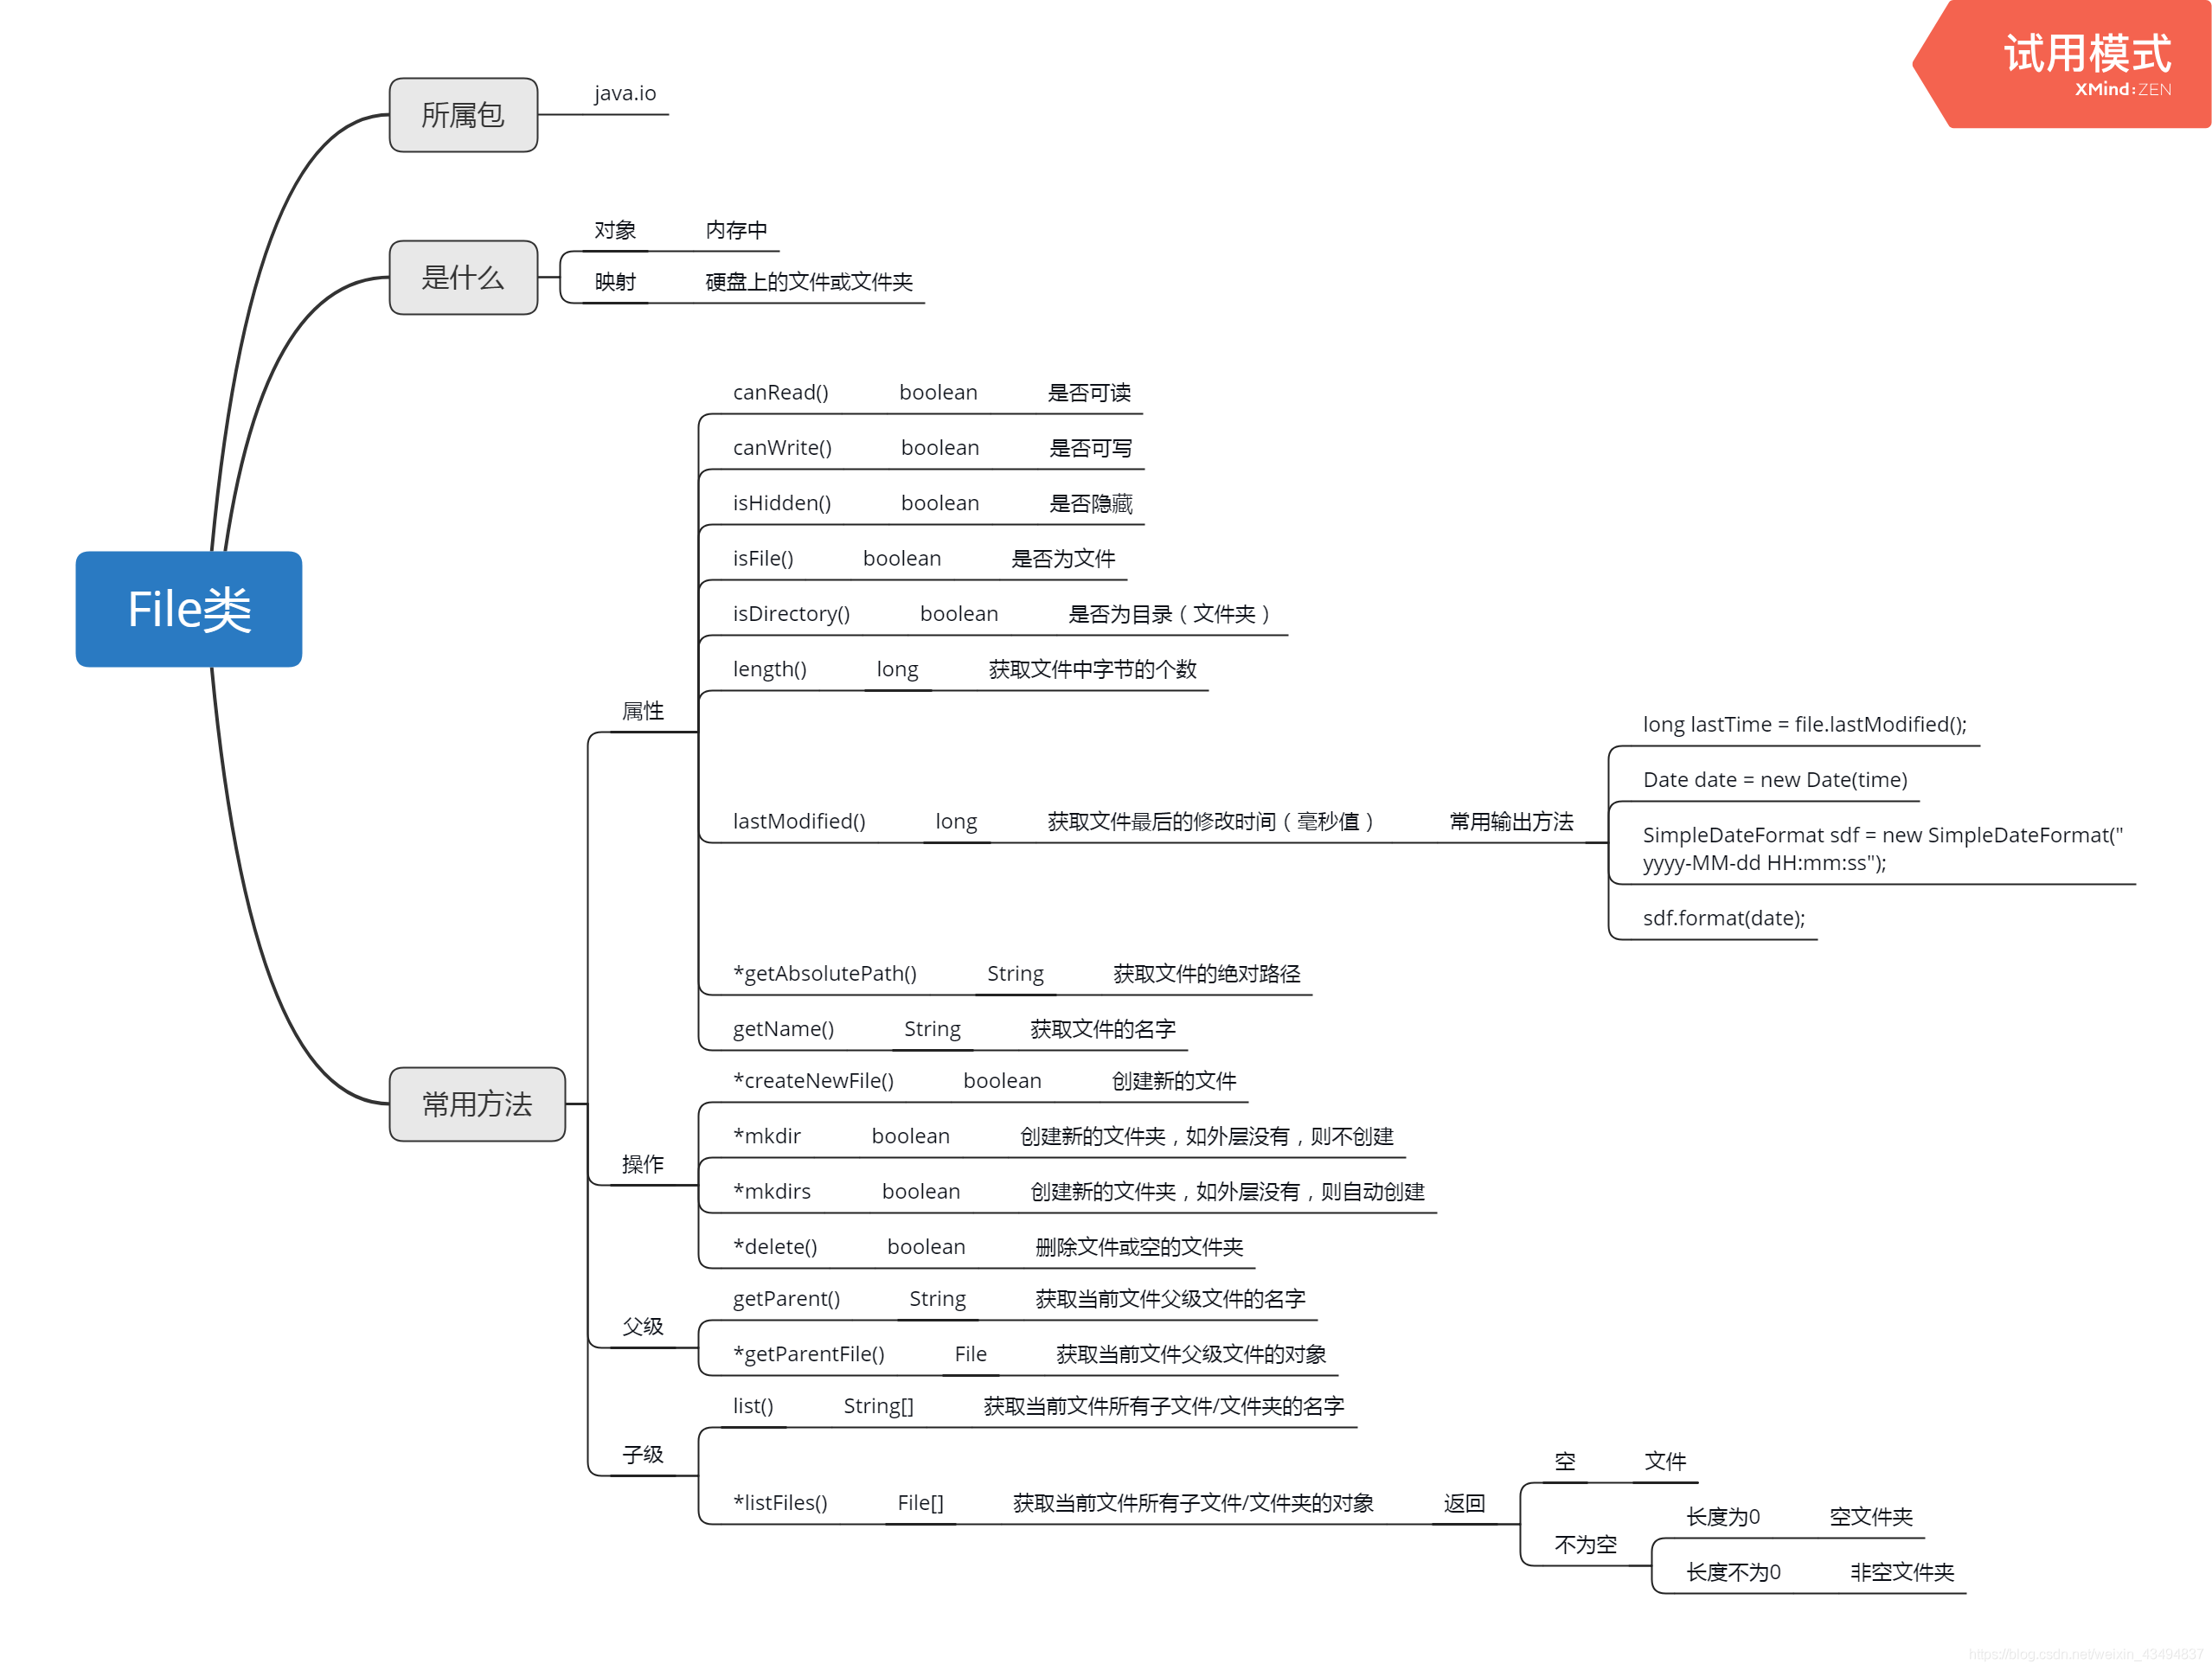 试用模式
XMind:ZEN
所属包
java.io
是什么
对象 内存中
映射 硬盘上的文件或文件夹
File类
常用方法
属性
canRead() boolean 是否可读
canWrite() boolean 是否可写
isHidden() boolean 是否隐藏
isFile() boolean 是否为文件
isDirectory() boolean 是否为目录（文件夹）
length() long 获取文件中字节的个数
lastModified() long 获取文件最后的修改时间（毫秒值） 常用输出方法
long lastTime = file.lastModified();
Date date = new Date(time)
SimpleDateFormat sdf = new SimpleDateFormat("
yyyy-MM-dd HH:mm:ss");
sdf.format(date);
*getAbsolutePath() String 获取文件的绝对路径
getName() String 获取文件的名字
操作
*createNewFile() boolean 创建新的文件
*mkdir boolean 创建新的文件夹，如外层没有，则不创建
*mkdirs boolean 创建新的文件夹，如外层没有，则自动创建
*delete() boolean 删除文件或空的文件夹
父级
getParent() String 获取当前文件父级文件的名字
*getParentFile() File 获取当前文件父级文件的对象
子级
list() String[] 获取当前文件所有子文件/文件夹的名字
*listFiles() File[] 获取当前文件所有子文件/文件夹的对象 返回
空 文件
不为空
长度为0 空文件夹
长度不为0 非空文件夹
https://blog.csdn.net/weixin_43494837